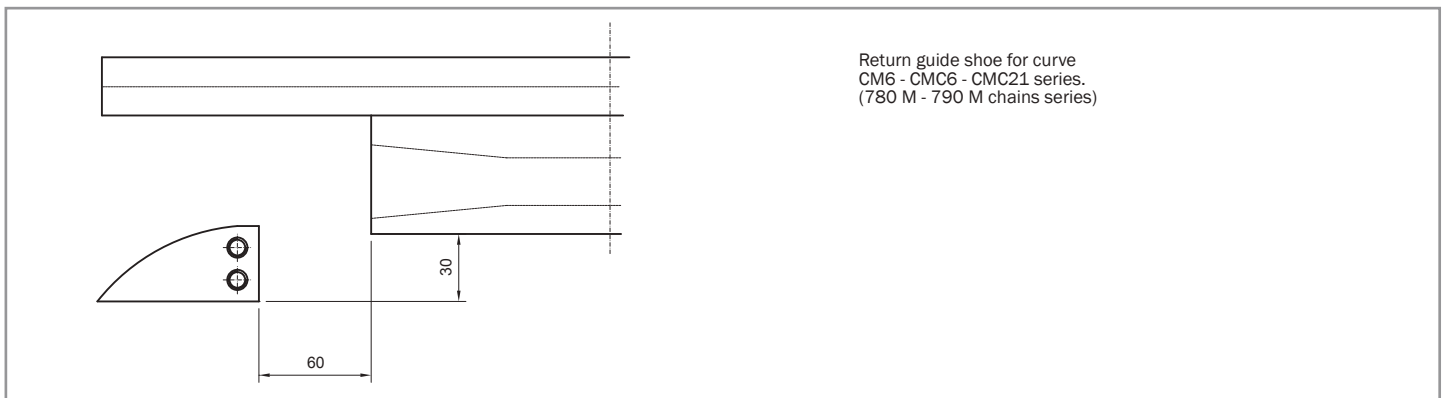 Return guide shoe for curve
CM6 - CMC6 - CMC21 series.
(780 M - 790 M chains series)
30
60